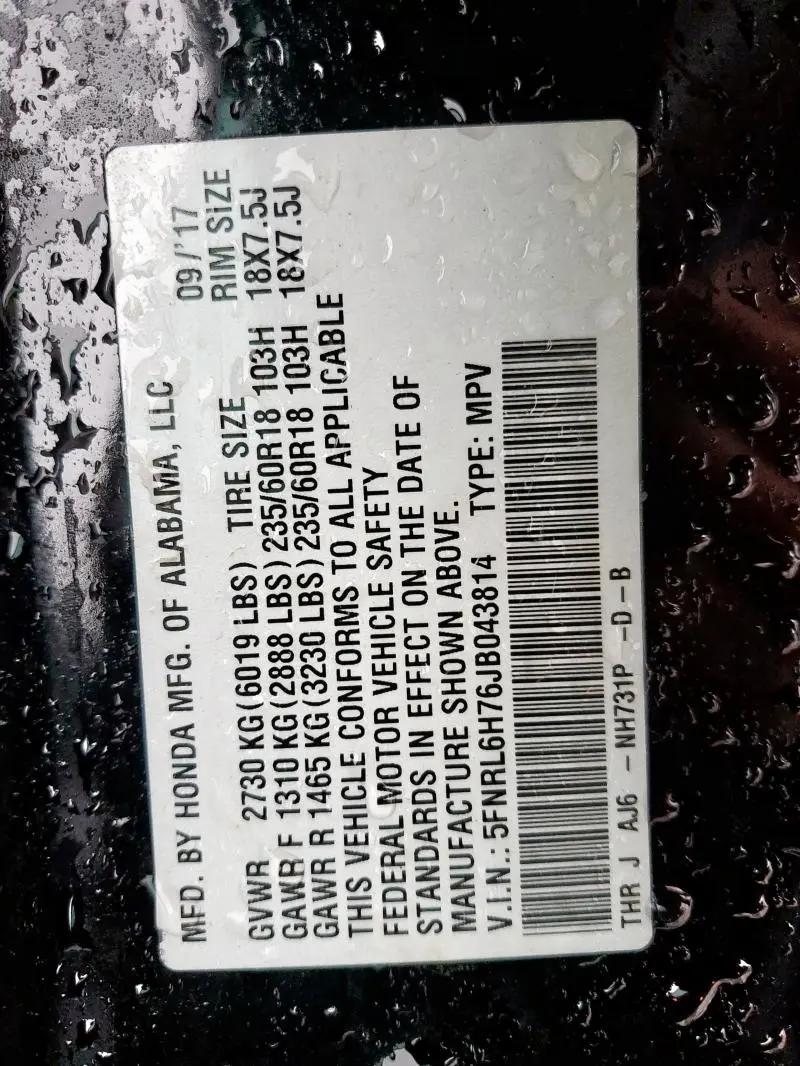 MFD. BY HONDA MFG. OF ALABAMA, LLC 09/'17
GVWR 2730 KG(6019 LBS) TIRE SIZE RIM SIZE
GAWR F 1310 KG(2888 LBS) 235/60R18 103H 18X7.5J
GAWR R 1465 KG(3230 LBS) 235/60R18 103H 18X7.5J
THIS VEHICLE CONFORMS TO ALL APPLICABLE
FEDERAL MOTOR VEHICLE SAFETY
STANDARDS IN EFFECT ON THE DATE OF
MANUFACTURE SHOWN ABOVE.
V.I.N.: 5FNRL6H76JB043814 TYPE: MPV
THR J AJ6 -NH731P -D-B